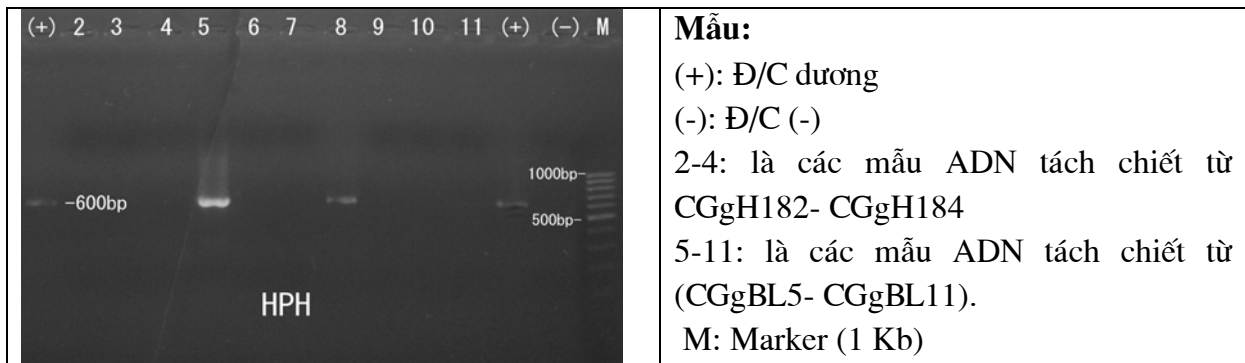 (+) 2 3 4 5 6 7 8 9 10 11 (+) (-) M
1000bp-
-600bp
500bp-
HPH
Mẫu:
(+): Đ/C dương
(-): Đ/C (-)
2-4: là các mẫu ADN tách chiết từ
CGgH182- CGgH184
5-11: là các mẫu ADN tách chiết từ
(CGgBL5- CGgBL11).
M: Marker (1 Kb)